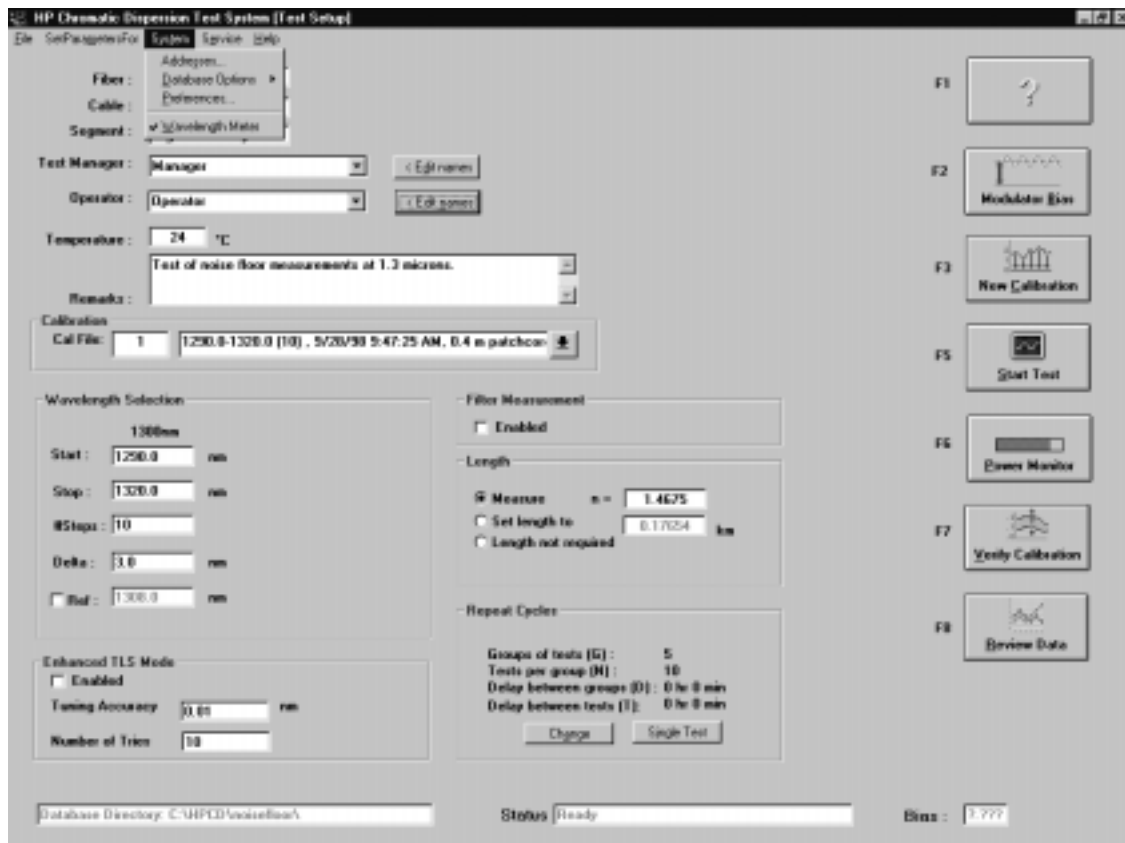 HP Chromatic Dispersion Test System [Test Setup]
File SetParametersFor System Service Help
Addresses...
Database Options
Preferences...
Wavelength Meter
Fiber :
Cable :
Segment :
Test Manager : Manager < Edit names
Operator : Operator < Edit names
Temperature : 24 °C
Remarks : Test of noise floor measurements at 1.3 microns.
Calibration
Cal File: 1 1290.0-1320.0 (10) , 5/20/98 9:47:25 AM, 0.4 m patchcor
Wavelength Selection
1300nm
Start : 1290.0 nm
Stop : 1320.0 nm
#Steps : 10
Delta : 3.0 nm
Ref : 1300.0 nm
Enhanced TLS Mode
Enabled
Tuning Accuracy 0.01 nm
Number of Tries 10
Filter Measurement
Enabled
Length
Measure n = 1.4675
Set length to km
Length not required
Repeat Cycles
Groups of tests (G) : 5
Tests per group (N) : 10
Delay between groups (D) : 0 hr 0 min
Delay between tests (T): 0 hr 0 min
Change Single Test
F1 ?
F2 Modulator Bias
F3 New Calibration
F5 Start Test
F6 Power Monitor
F7 Verify Calibration
F8 Review Data
Database Directory: C:\HPCD\noisefloor\
Status Ready
Bias : ?.???